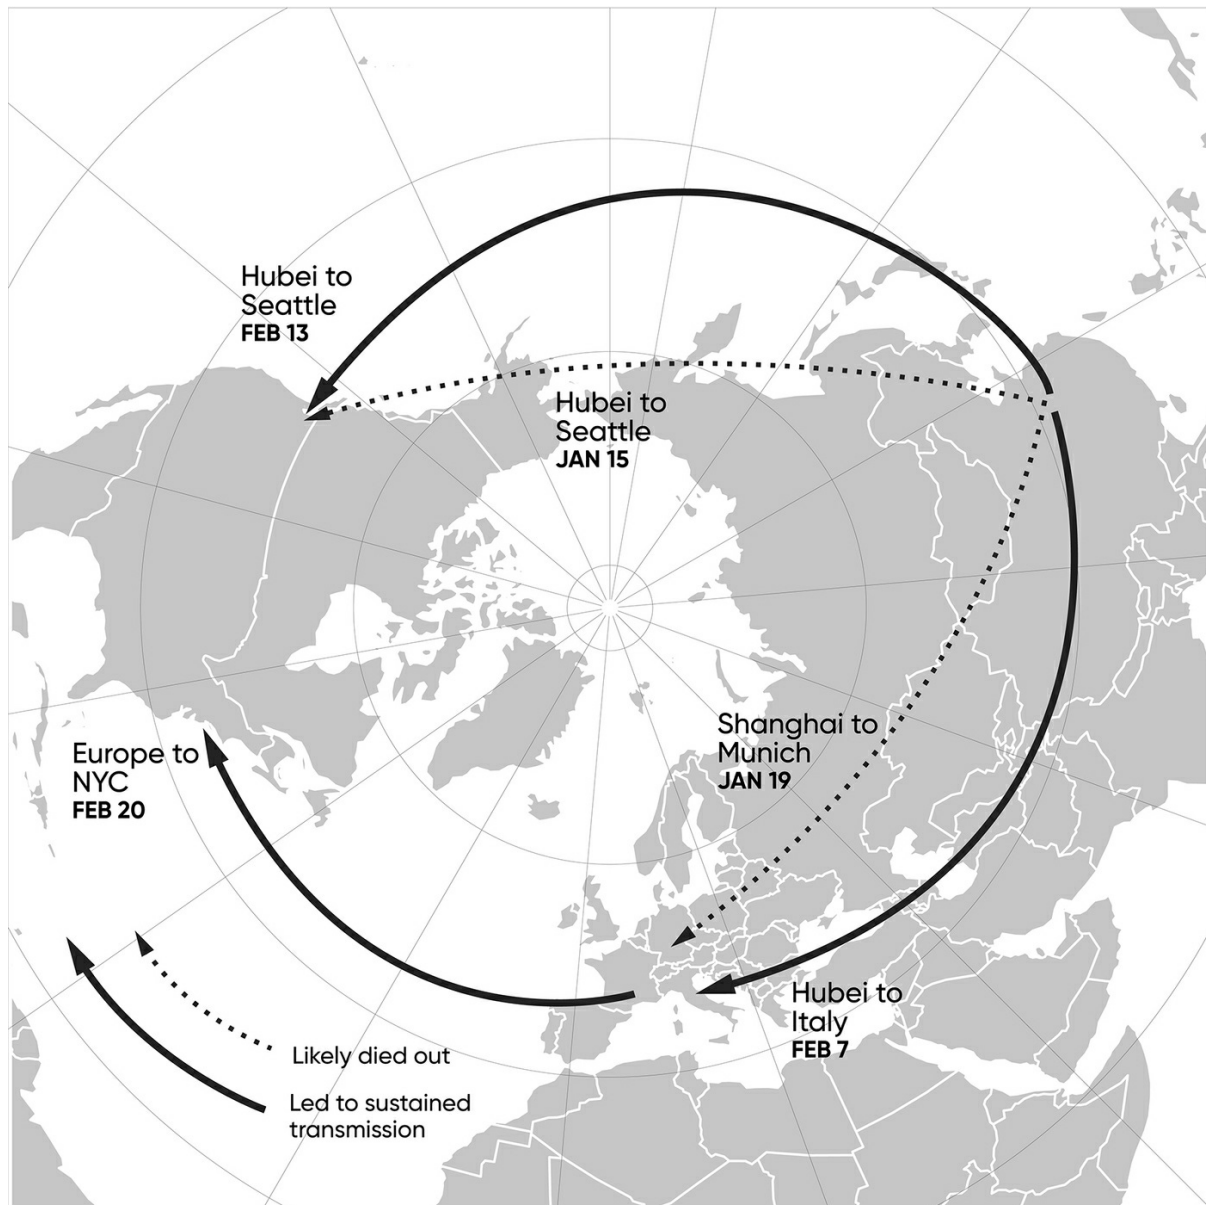 Hubei to
Seattle
FEB 13
Hubei to
Seattle
JAN 15
Shanghai to
Munich
JAN 19
Europe to
NYC
FEB 20
Hubei to
Italy
FEB 7
Likely died out
Led to sustained
transmission